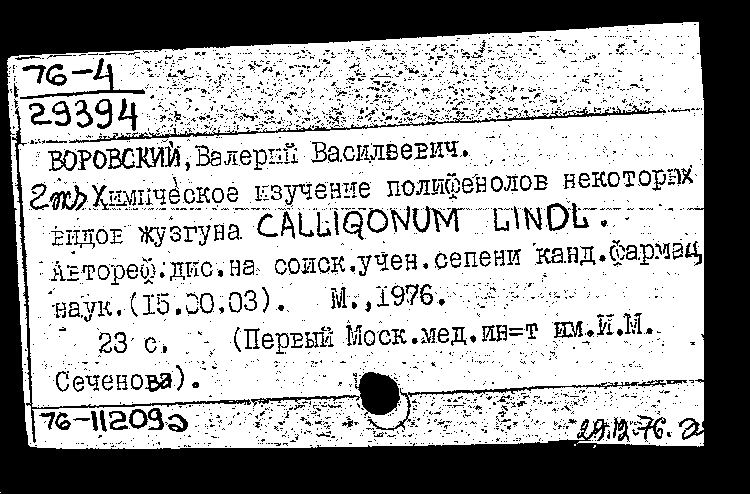 76-4
29394
ВОРОВСКИЙ, Валерий Васильевич.
Химическое изучение полифенолов некоторых
видов жузгуна CALLIGONUM LINDL.
Автореф.дис.на соиск.учен.сепени канд.фармац
наук.(15.00.03). М.,1976.
23 с. (Первый Моск.мед.ин=т им.И.М.
Сеченова).
76-11209а
29.12.76.